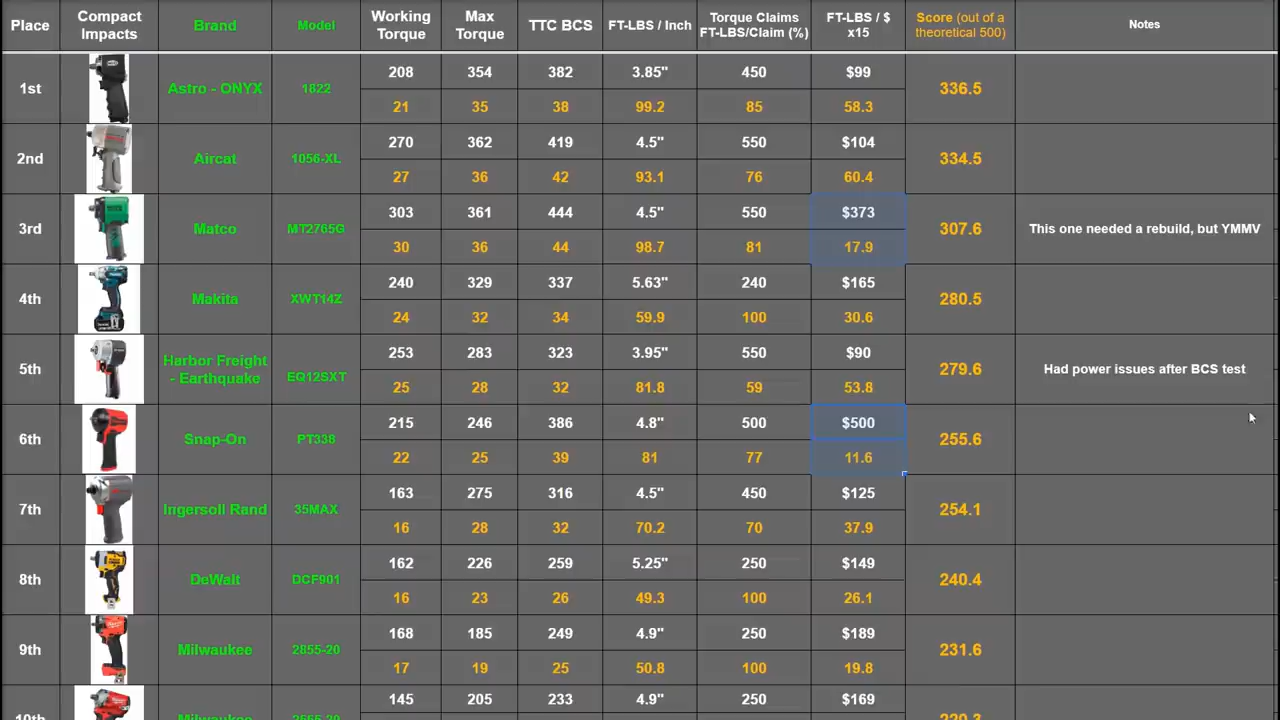 Place
Compact Impacts
Brand
Model
Working Torque
Max Torque
TTC BCS
FT-LBS / Inch
Torque Claims FT-LBS/Claim (%)
FT-LBS / $ x15
Score (out of a theoretical 500)
Notes
1st
Astro - ONYX
1822
208 354 382 3.85" 450 $99
21 35 38 99.2 85 58.3
336.5
2nd
Aircat
1056-XL
270 362 419 4.5" 550 $104
27 36 42 93.1 76 60.4
334.5
3rd
Matco
MT2765G
303 361 444 4.5" 550 $373
30 36 44 98.7 81 17.9
307.6
This one needed a rebuild, but YMMV
4th
Makita
XWT14Z
240 329 337 5.63" 240 $165
24 32 34 59.9 100 30.6
280.5
5th
Harbor Freight
- Earthquake
EQ12SXT
253 283 323 3.95" 550 $90
25 28 32 81.8 59 53.8
279.6
Had power issues after BCS test
6th
Snap-On
PT338
215 246 386 4.8" 500 $500
22 25 39 81 77 11.6
255.6
7th
Ingersoll Rand
35MAX
163 275 316 4.5" 450 $125
16 28 32 70.2 70 37.9
254.1
8th
DeWalt
DCF901
162 226 259 5.25" 250 $149
16 23 26 49.3 100 26.1
240.4
9th
Milwaukee
2855-20
168 185 249 4.9" 250 $189
17 19 25 50.8 100 19.8
231.6
10th
Milwaukee
2555-20
145 205 233 4.9" 250 $169
220.3